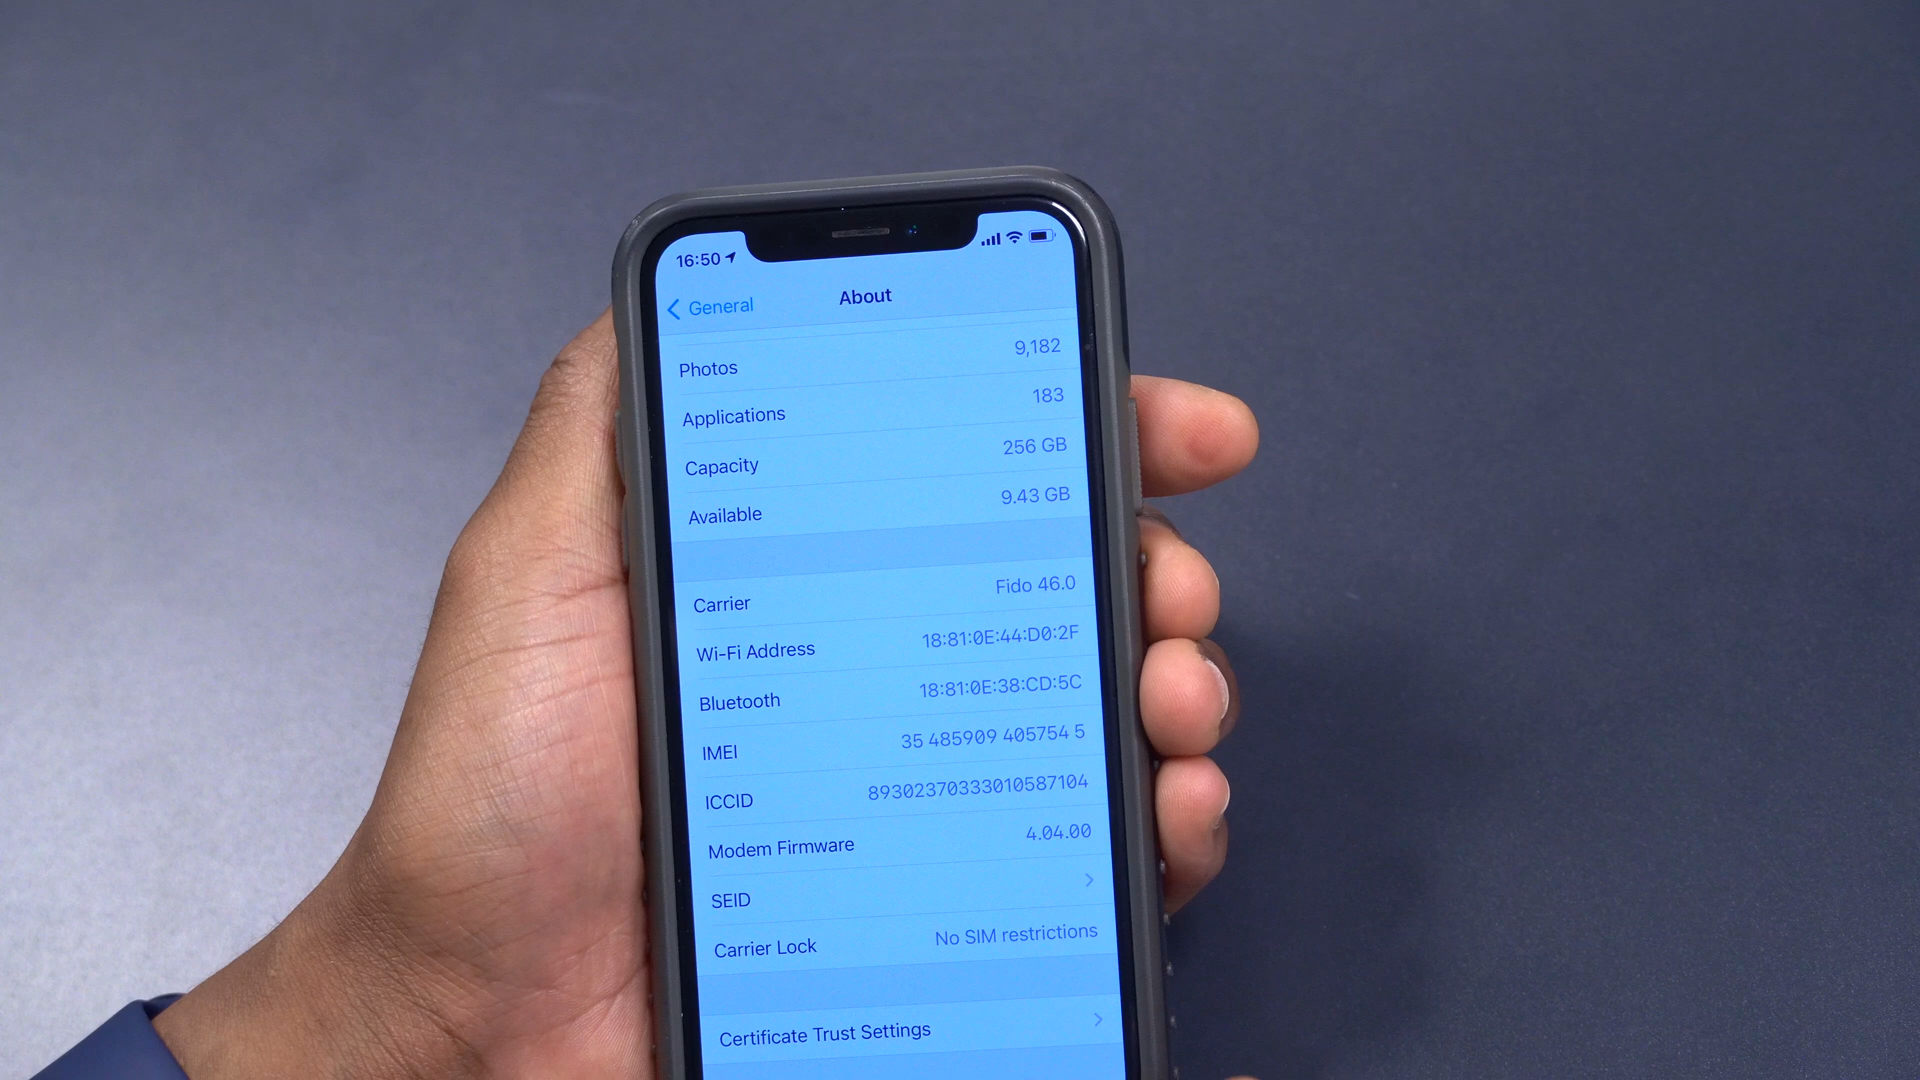 16:50
General
About
Photos 9,182
Applications 183
Capacity 256 GB
Available 9.43 GB
Carrier Fido 46.0
Wi-Fi Address 18:81:0E:44:D0:2F
Bluetooth 18:81:0E:38:CD:5C
IMEI 35 485909 405754 5
ICCID 89302370333010587104
Modem Firmware 4.04.00
SEID
Carrier Lock No SIM restrictions
Certificate Trust Settings